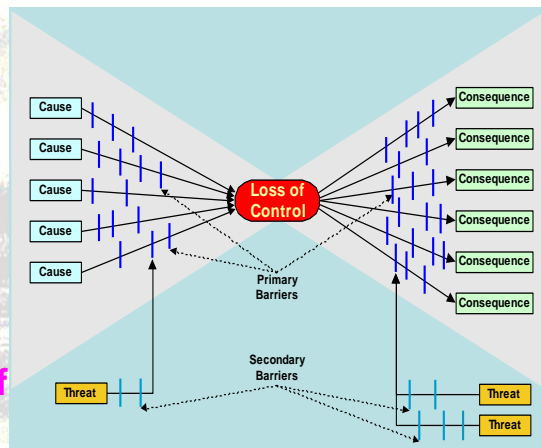 Cause
Cause
Cause
Cause
Cause
Loss of
Control
Consequence
Consequence
Consequence
Consequence
Consequence
Consequence
Primary
Barriers
Secondary
Barriers
f
Threat
Threat
Threat